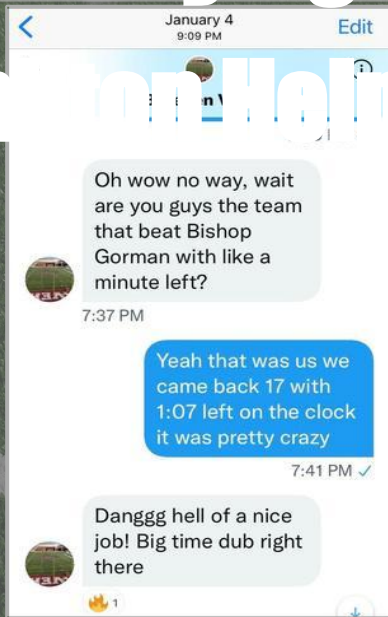 January 4
9:09 PM
Edit
Oh wow no way, wait
are you guys the team
that beat Bishop
Gorman with like a
minute left?
7:37 PM
Yeah that was us we
came back 17 with
1:07 left on the clock
it was pretty crazy
7:41 PM ✓
Danggg hell of a nice
job! Big time dub right
there
🔥 1